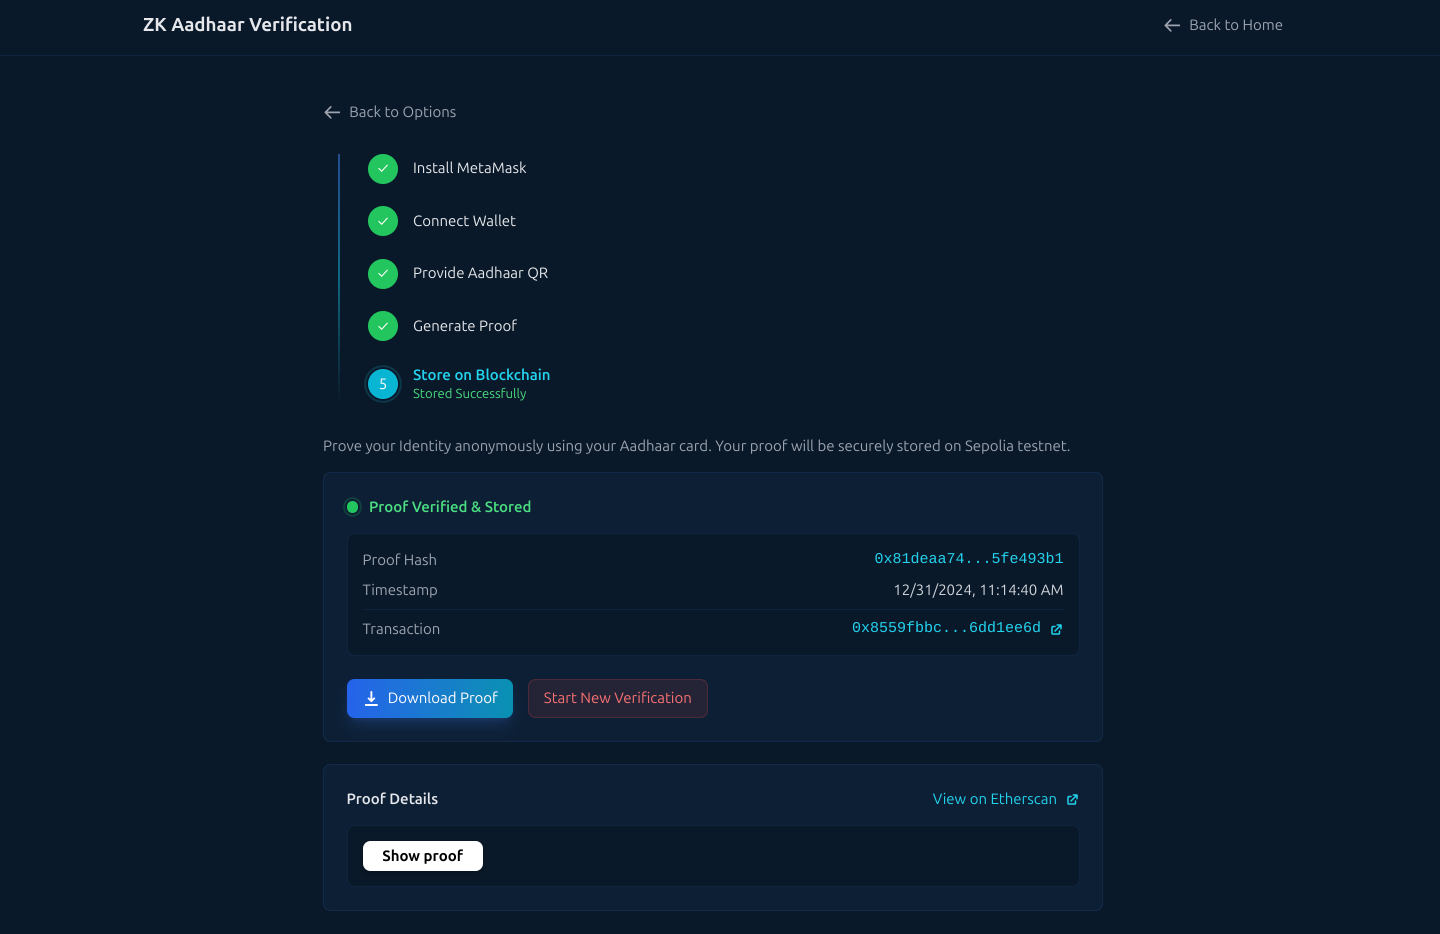 ZK Aadhaar Verification
Back to Home
Back to Options
Install MetaMask
Connect Wallet
Provide Aadhaar QR
Generate Proof
5
Store on Blockchain
Stored Successfully
Prove your Identity anonymously using your Aadhaar card. Your proof will be securely stored on Sepolia testnet.
Proof Verified & Stored
Proof Hash 0x81deaa74...5fe493b1
Timestamp 12/31/2024, 11:14:40 AM
Transaction 0x8559fbbc...6dd1ee6d
Download Proof
Start New Verification
Proof Details
View on Etherscan
Show proof